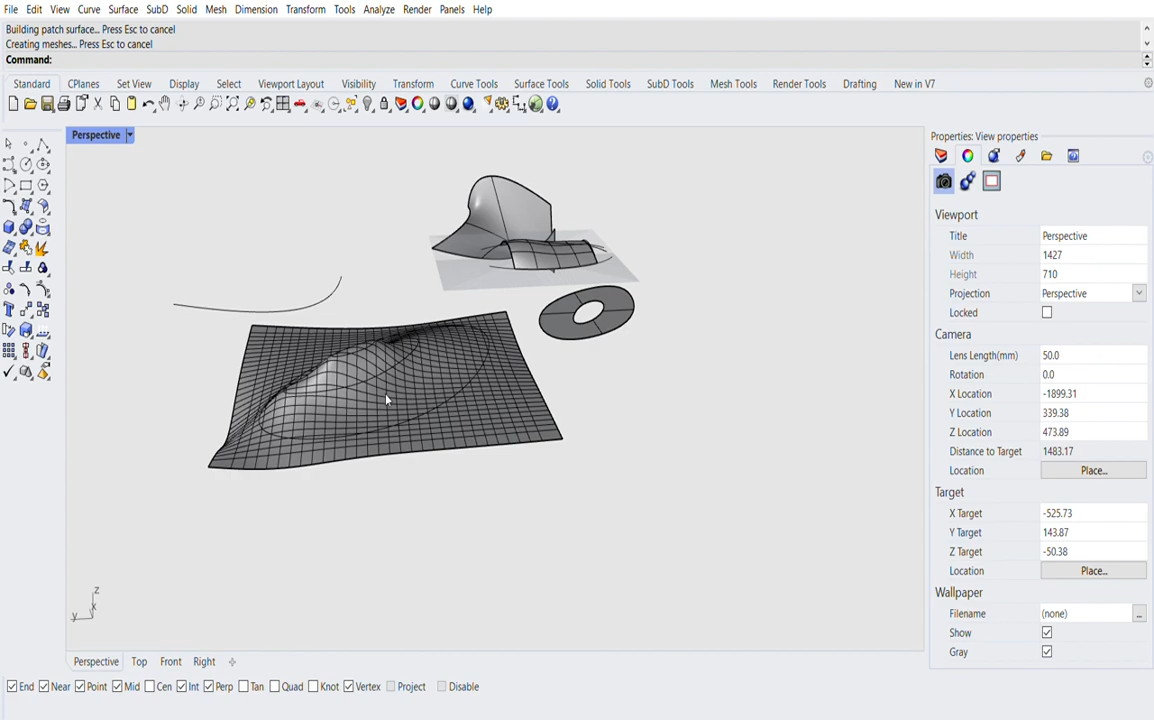 File Edit View Curve Surface SubD Solid Mesh Dimension Transform Tools Analyze Render Panels Help
Building patch surface... Press Esc to cancel
Creating meshes... Press Esc to cancel
Command:
Standard CPlanes Set View Display Select Viewport Layout Visibility Transform Curve Tools Surface Tools Solid Tools SubD Tools Mesh Tools Render Tools Drafting New in V7
Perspective
Properties: View properties
Viewport
Title Perspective
Width 1427
Height 710
Projection Perspective
Locked
Camera
Lens Length(mm) 50.0
Rotation 0.0
X Location -1899.31
Y Location 339.38
Z Location 473.89
Distance to Target 1483.17
Location Place...
Target
X Target -525.73
Y Target 143.87
Z Target -50.38
Location Place...
Wallpaper
Filename (none) ...
Show
Gray
z
x
y
Perspective Top Front Right
End Near Point Mid Cen Int Perp Tan Quad Knot Vertex Project Disable